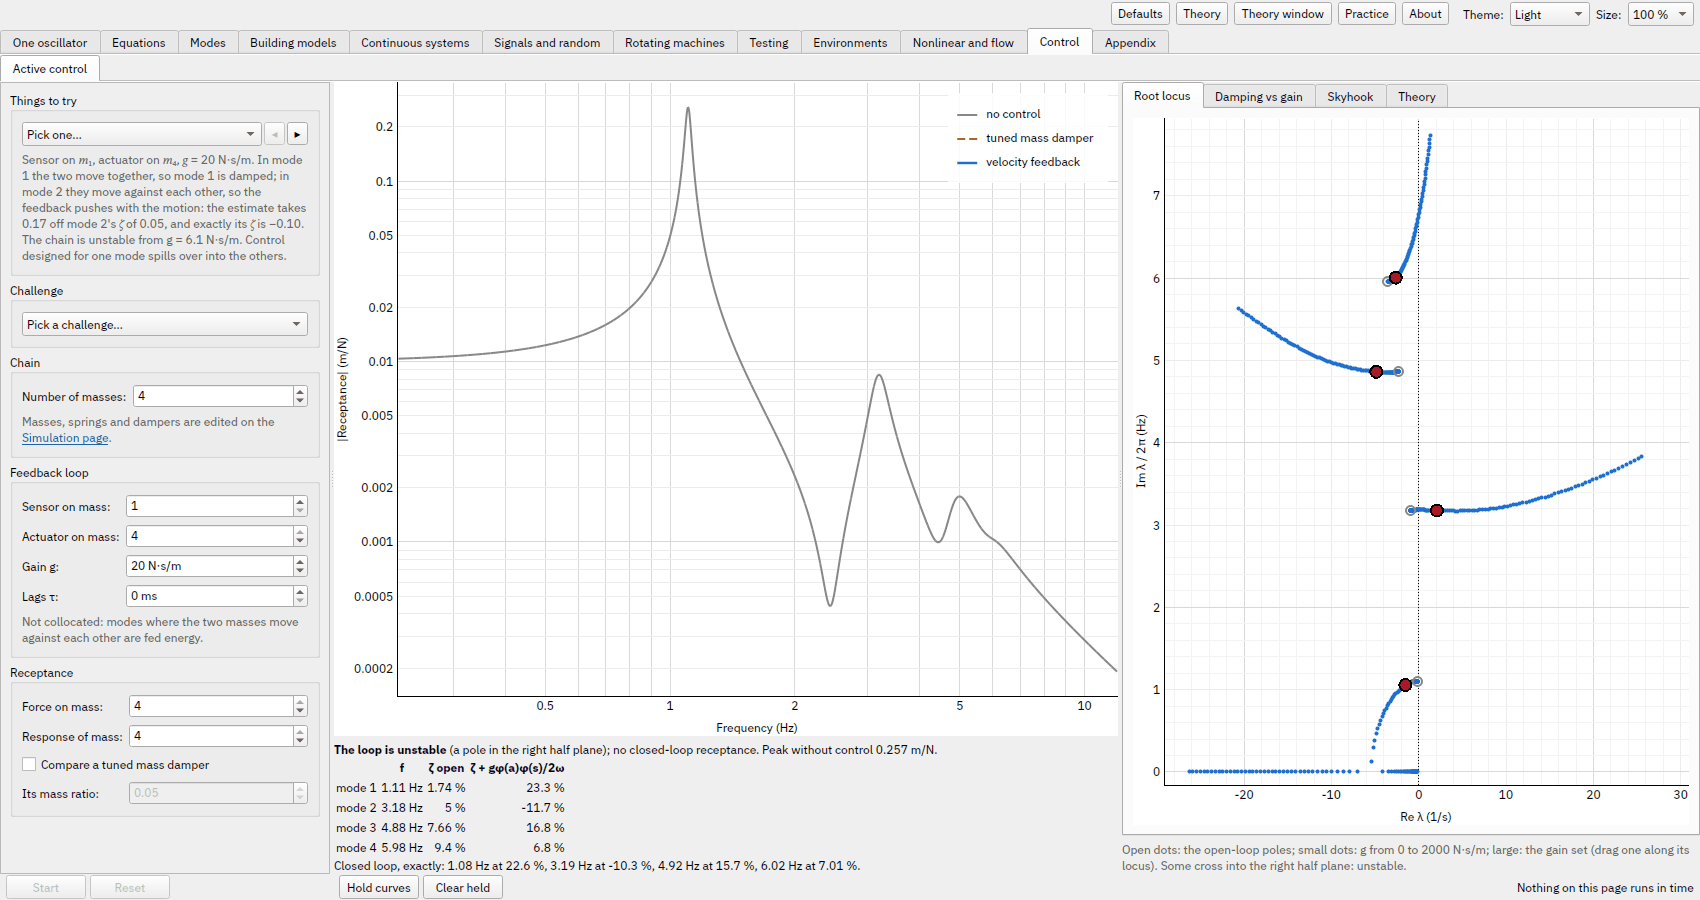 Defaults Theory Theory window Practice About Theme: Light Size: 100 %
One oscillator Equations Modes Building models Continuous systems Signals and random Rotating machines Testing Environments Nonlinear and flow Control Appendix
Active control
Things to try
Pick one...
Sensor on m₁, actuator on m₄, g = 20 N·s/m. In mode
1 the two move together, so mode 1 is damped; in
mode 2 they move against each other, so the
feedback pushes with the motion: the estimate takes
0.17 off mode 2's ζ of 0.05, and exactly its ζ is −0.10.
The chain is unstable from g = 6.1 N·s/m. Control
designed for one mode spills over into the others.
Challenge
Pick a challenge...
Chain
Number of masses: 4
Masses, springs and dampers are edited on the
Simulation page.
Feedback loop
Sensor on mass: 1
Actuator on mass: 4
Gain g: 20 N·s/m
Lags τ: 0 ms
Not collocated: modes where the two masses move
against each other are fed energy.
Receptance
Force on mass: 4
Response of mass: 4
Compare a tuned mass damper
Its mass ratio: 0.05
Start Reset
no control
tuned mass damper
velocity feedback
|Receptance| (m/N)
0.2
0.1
0.05
0.02
0.01
0.005
0.002
0.001
0.0005
0.0002
0.5 1 2 5 10
Frequency (Hz)
The loop is unstable (a pole in the right half plane); no closed-loop receptance. Peak without control 0.257 m/N.
f ζ open ζ + gφ(a)φ(s)/2ω
mode 1 1.11 Hz 1.74 % 23.3 %
mode 2 3.18 Hz 5 % -11.7 %
mode 3 4.88 Hz 7.66 % 16.8 %
mode 4 5.98 Hz 9.4 % 6.8 %
Closed loop, exactly: 1.08 Hz at 22.6 %, 3.19 Hz at -10.3 %, 4.92 Hz at 15.7 %, 6.02 Hz at 7.01 %.
Hold curves Clear held
Root locus Damping vs gain Skyhook Theory
Im λ / 2π (Hz)
7
6
5
4
3
2
1
0
-20 -10 -0 10 20 30
Re λ (1/s)
Open dots: the open-loop poles; small dots: g from 0 to 2000 N·s/m; large: the gain set (drag one along its
locus). Some cross into the right half plane: unstable.
Nothing on this page runs in time